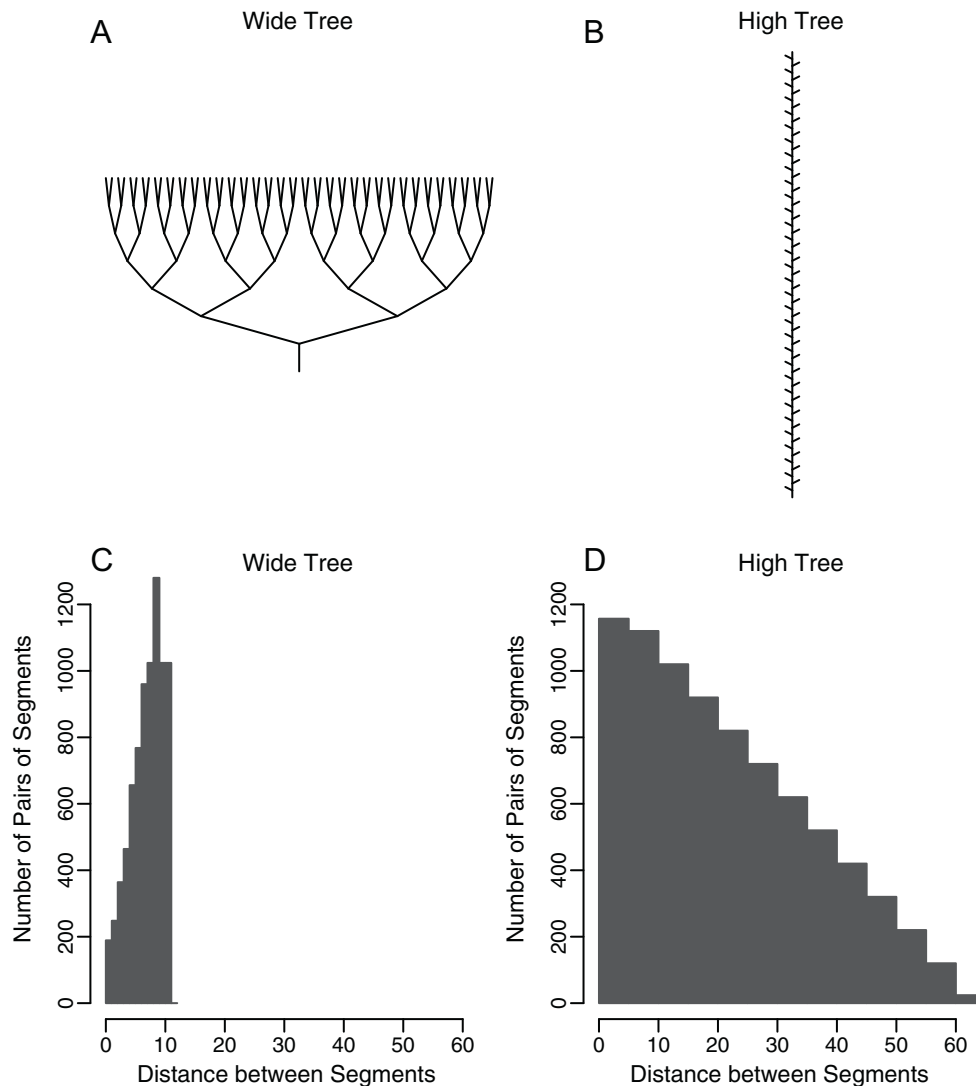 A
Wide Tree
B
High Tree
C
Wide Tree
Number of Pairs of Segments
1200
1000
800
600
400
200
0
0 10 20 30 40 50 60
Distance between Segments
D
High Tree
Number of Pairs of Segments
1200
1000
800
600
400
200
0
0 10 20 30 40 50 60
Distance between Segments